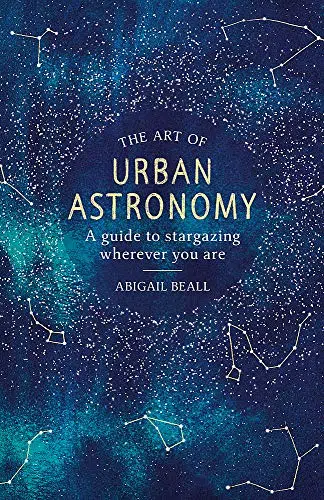 THE ART OF
URBAN
ASTRONOMY
A guide to stargazing
wherever you are
ABIGAIL BEALL